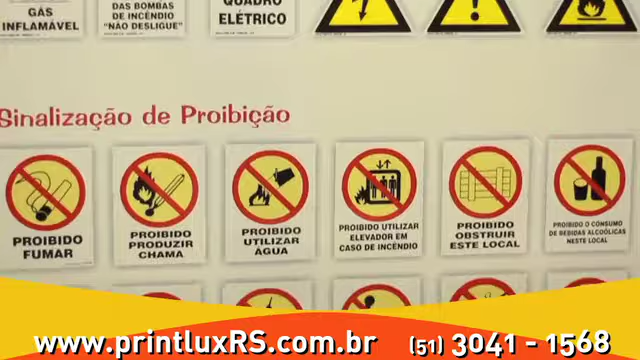 GÁS
INFLAMÁVEL
DAS BOMBAS
DE INCÊNDIO
"NÃO DESLIGUE"
QUADRO
ELÉTRICO
Sinalização de Proibição
PROIBIDO
FUMAR
PROIBIDO
PRODUZIR
CHAMA
PROIBIDO
UTILIZAR
ÁGUA
PROIBIDO UTILIZAR
ELEVADOR EM
CASO DE INCÊNDIO
PROIBIDO
OBSTRUIR
ESTE LOCAL
PROIBIDO O CONSUMO
DE BEBIDAS ALCOÓLICAS
NESTE LOCAL
www.printluxRS.com.br (51) 3041 - 1568